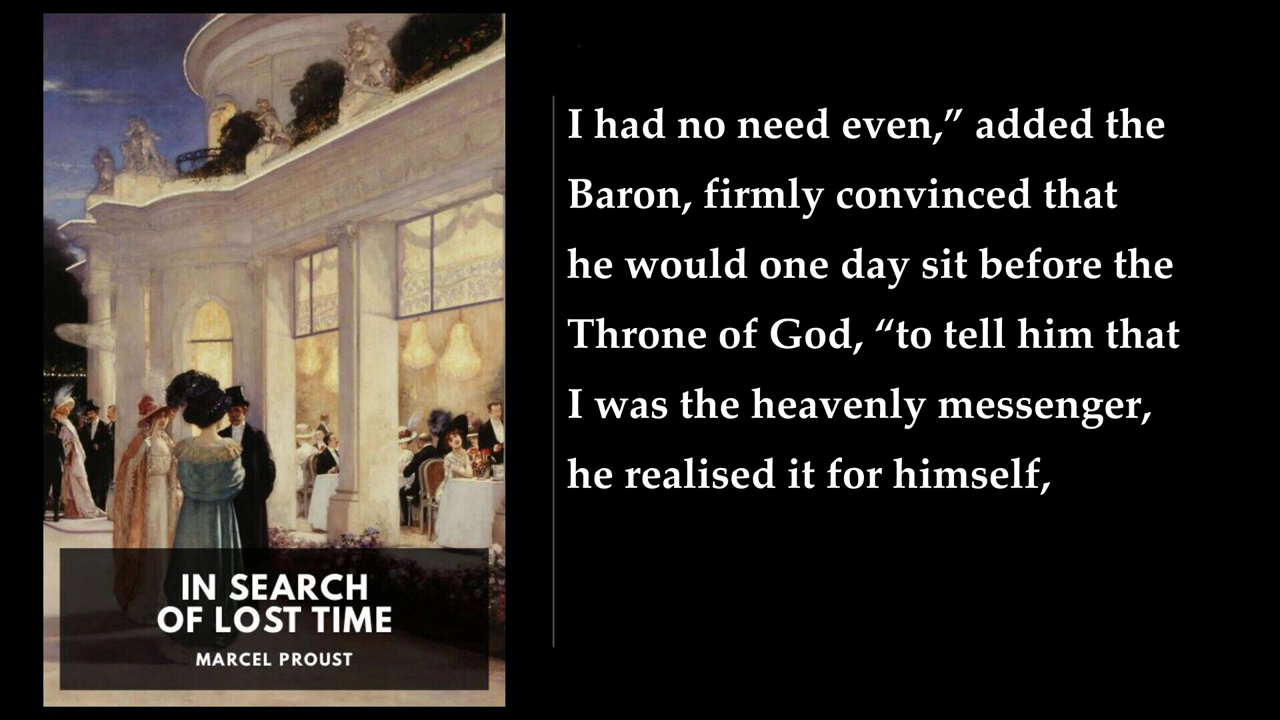 IN SEARCH
OF LOST TIME
MARCEL PROUST
I had no need even,” added the
Baron, firmly convinced that
he would one day sit before the
Throne of God, “to tell him that
I was the heavenly messenger,
he realised it for himself,